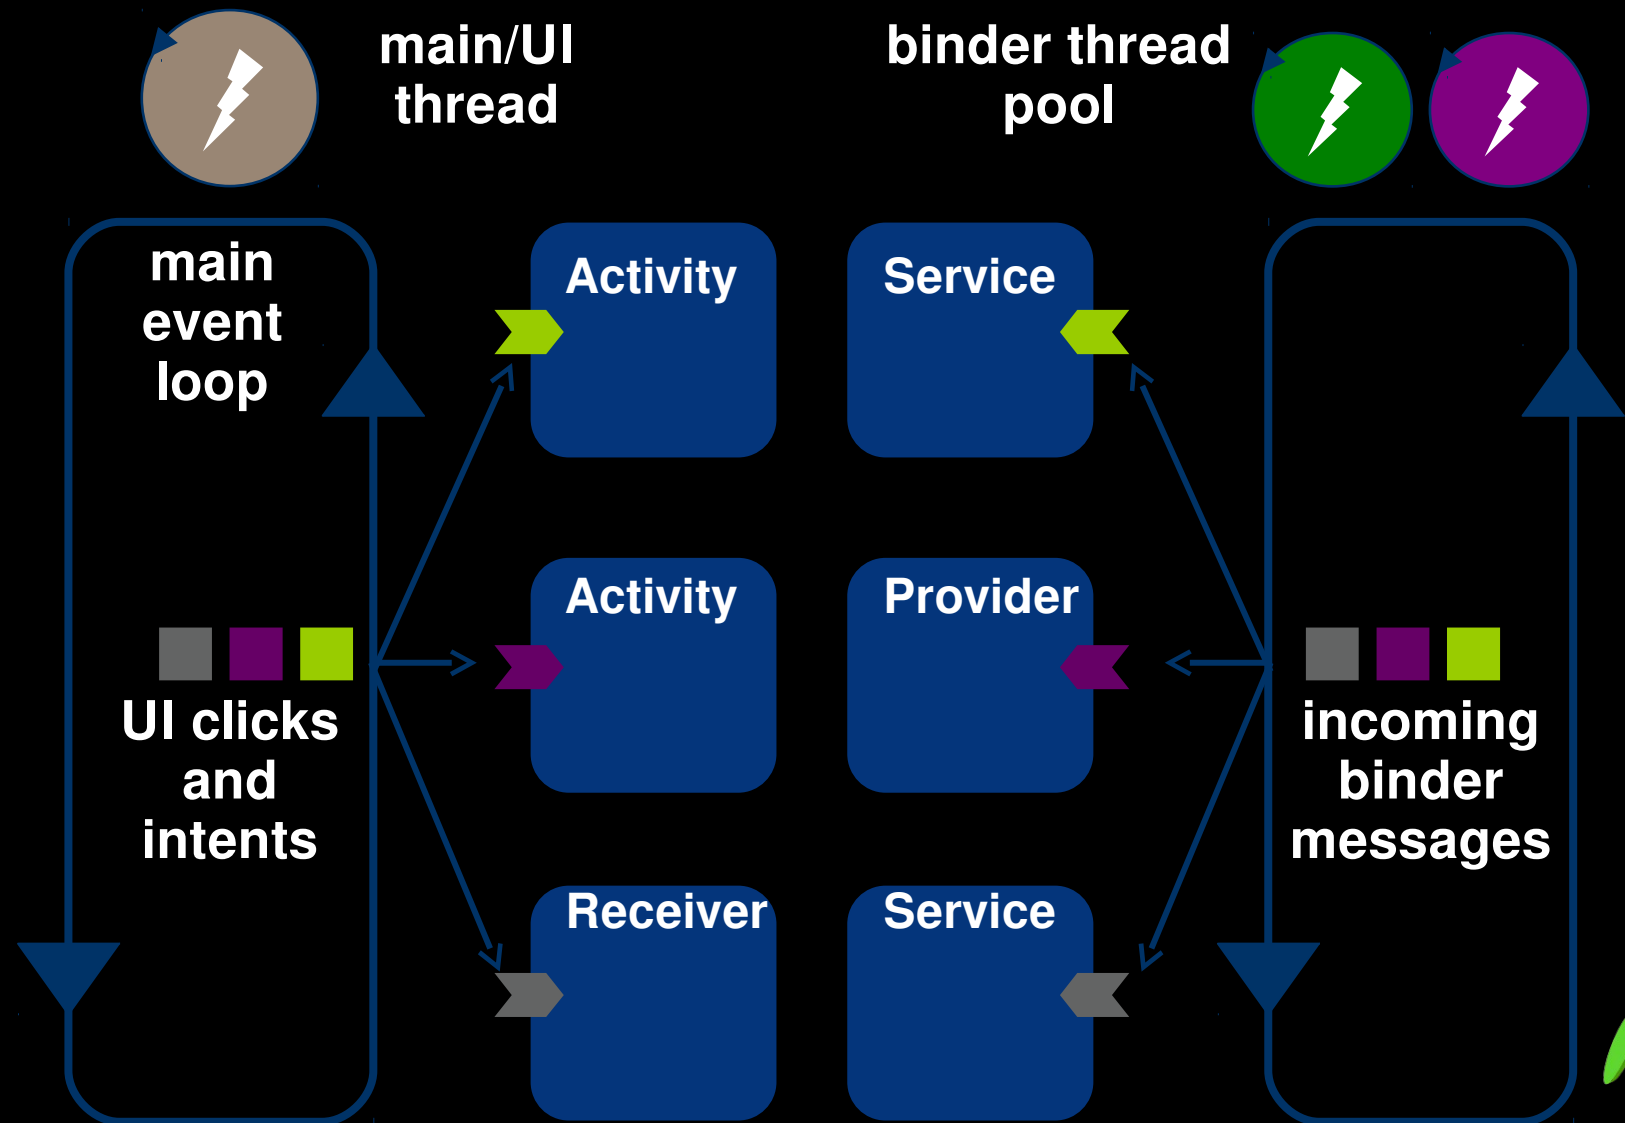 main/UI
thread
binder thread
pool
main
event
loop
Activity
Service
Activity
Provider
UI clicks
and
intents
incoming
binder
messages
Receiver
Service